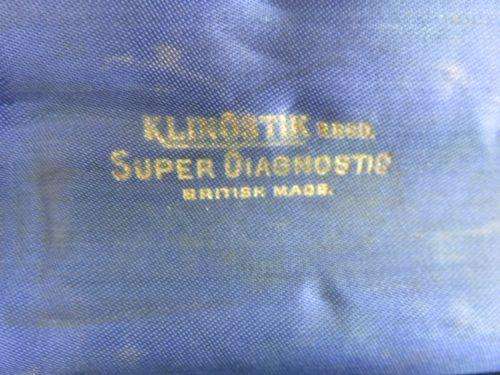 KLINOSTIK REGD.
SUPER DIAGNOSTIC
BRITISH MADE.